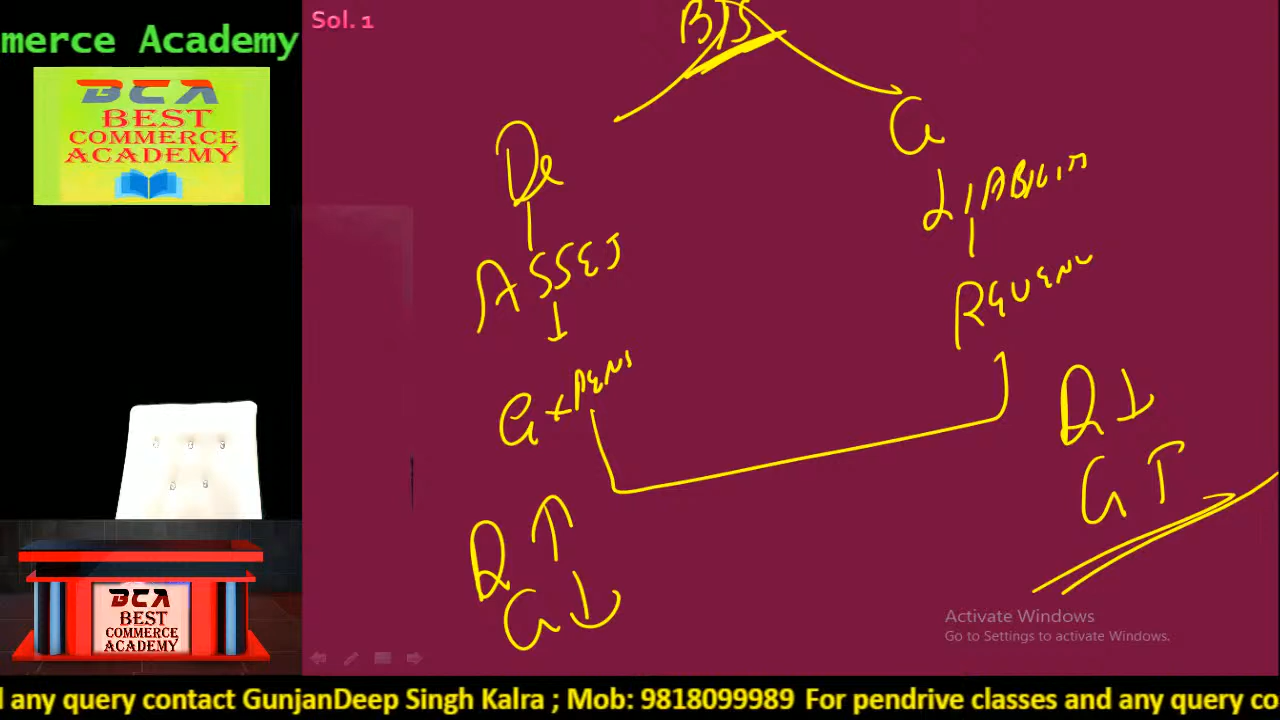 merce Academy
BCA
BEST
COMMERCE
ACADEMY
BCA
BEST
COMMERCE
ACADEMY
Sol. 1
B/S
Dr
ASSET
EXPENS
Dr ↑
Cr ↓
Cr
LIABILITI
REVENU
Dr ↓
Cr ↑
Activate Windows
Go to Settings to activate Windows.
d any query contact GunjanDeep Singh Kalra ; Mob: 9818099989 For pendrive classes and any query co